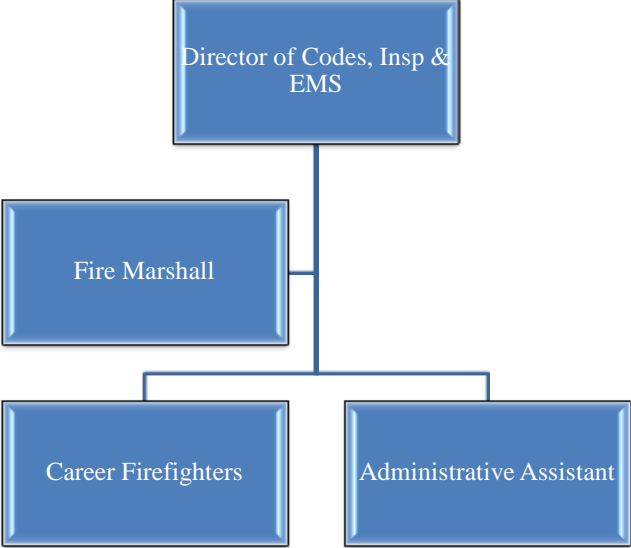 Director of Codes, Insp &
EMS
Fire Marshall
Career Firefighters
Administrative Assistant